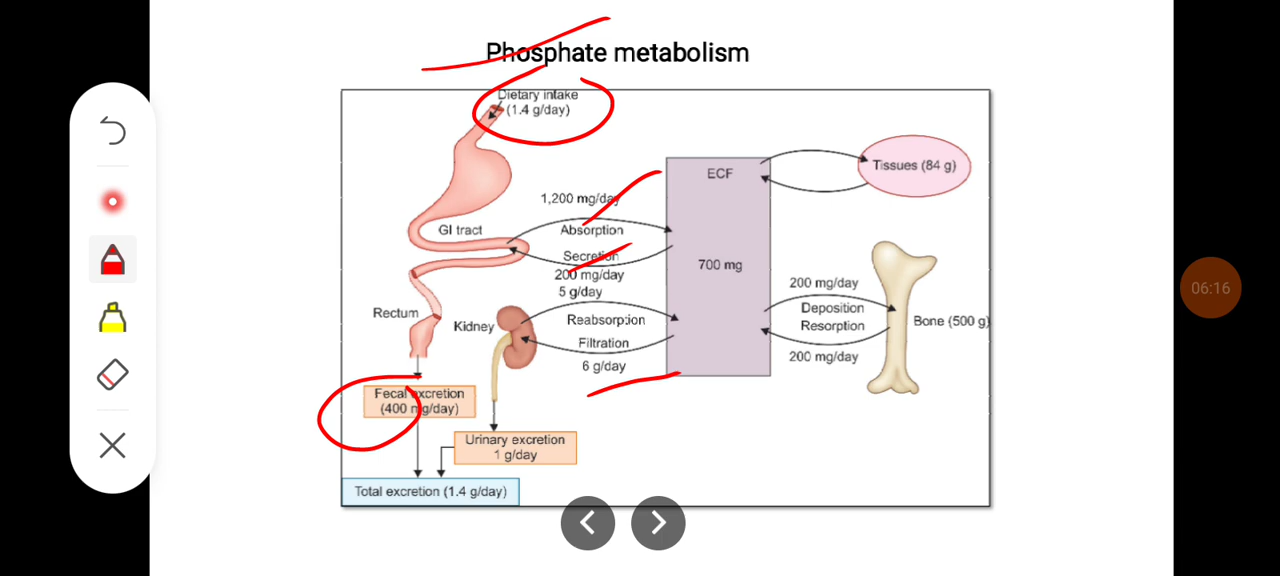 Phosphate metabolism
Dietary intake
(1.4 g/day)
ECF
Tissues (84 g)
1,200 mg/day
GI tract
Absorption
Secretion
200 mg/day
700 mg
5 g/day
200 mg/day
Deposition
Rectum
Kidney
Reabsorption
Resorption
Bone (500 g)
Filtration
200 mg/day
6 g/day
Fecal excretion
(400 mg/day)
Urinary excretion
1 g/day
Total excretion (1.4 g/day)
06:16